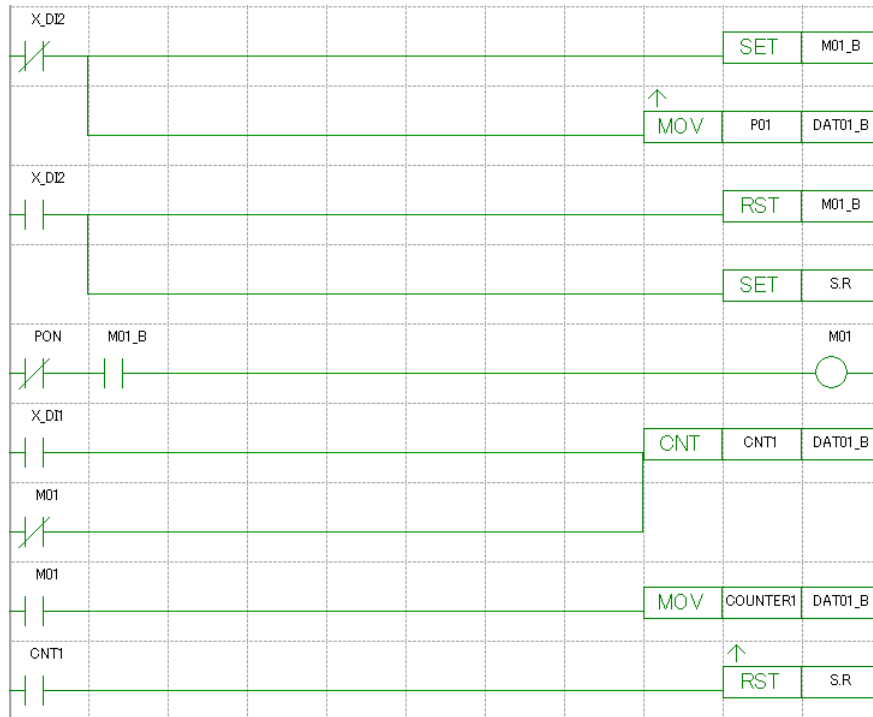 X_DI2
SET M01_B
MOV P01 DAT01_B
X_DI2
RST M01_B
SET S.R
PON M01_B M01
X_DI1
CNT CNT1 DAT01_B
M01
M01
MOV COUNTER1 DAT01_B
CNT1
RST S.R